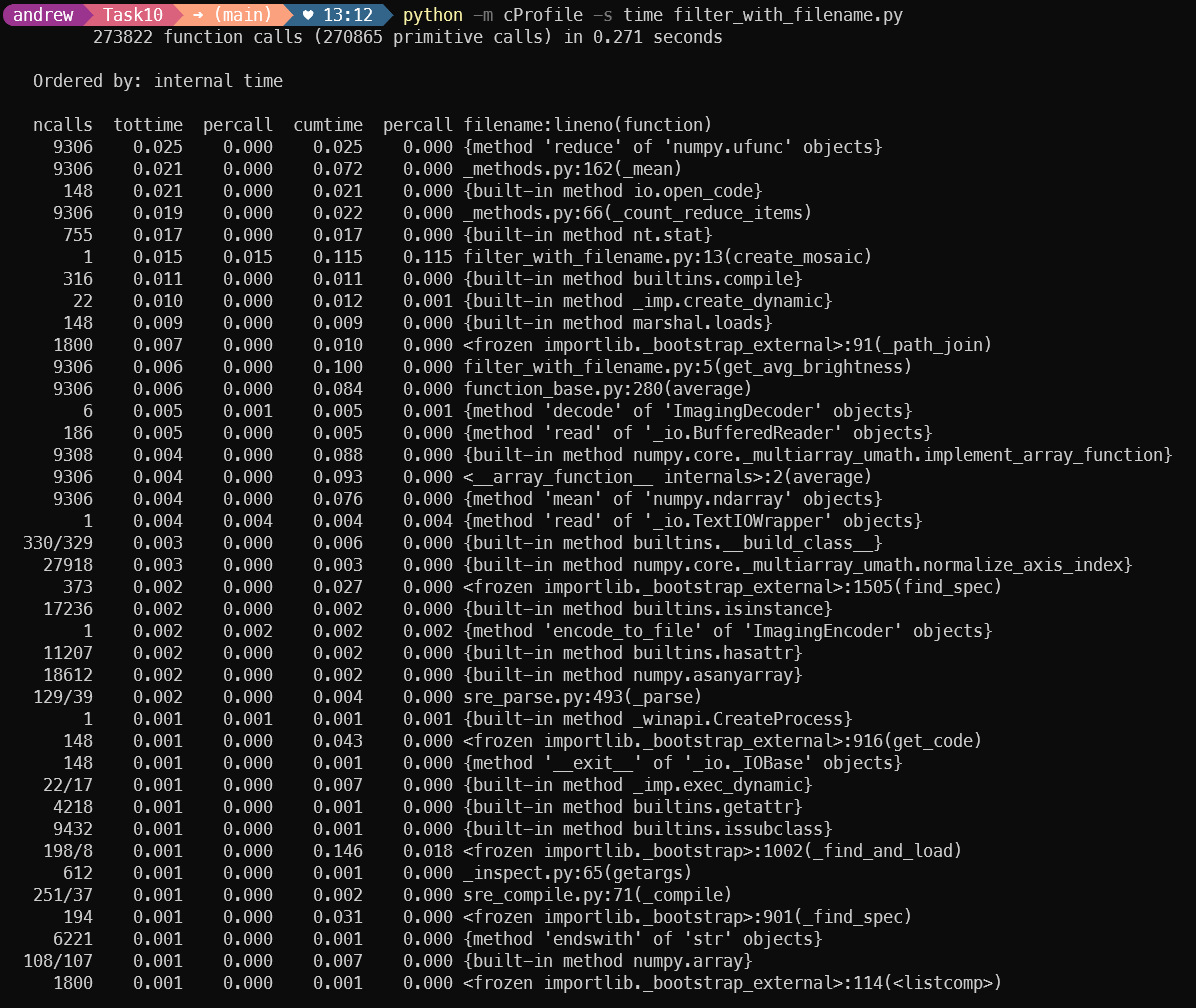 andrew Task10 → (main) ♥ 13:12 python -m cProfile -s time filter_with_filename.py
273822 function calls (270865 primitive calls) in 0.271 seconds
Ordered by: internal time
ncalls tottime percall cumtime percall filename:lineno(function)
9306 0.025 0.000 0.025 0.000 {method 'reduce' of 'numpy.ufunc' objects}
9306 0.021 0.000 0.072 0.000 _methods.py:162(_mean)
148 0.021 0.000 0.021 0.000 {built-in method io.open_code}
9306 0.019 0.000 0.022 0.000 _methods.py:66(_count_reduce_items)
755 0.017 0.000 0.017 0.000 {built-in method nt.stat}
1 0.015 0.015 0.115 0.115 filter_with_filename.py:13(create_mosaic)
316 0.011 0.000 0.011 0.000 {built-in method builtins.compile}
22 0.010 0.000 0.012 0.001 {built-in method _imp.create_dynamic}
148 0.009 0.000 0.009 0.000 {built-in method marshal.loads}
1800 0.007 0.000 0.010 0.000 <frozen importlib._bootstrap_external>:91(_path_join)
9306 0.006 0.000 0.100 0.000 filter_with_filename.py:5(get_avg_brightness)
9306 0.006 0.000 0.084 0.000 function_base.py:280(average)
6 0.005 0.001 0.005 0.001 {method 'decode' of 'ImagingDecoder' objects}
186 0.005 0.000 0.005 0.000 {method 'read' of '_io.BufferedReader' objects}
9308 0.004 0.000 0.088 0.000 {built-in method numpy.core._multiarray_umath.implement_array_function}
9306 0.004 0.000 0.093 0.000 <__array_function__ internals>:2(average)
9306 0.004 0.000 0.076 0.000 {method 'mean' of 'numpy.ndarray' objects}
1 0.004 0.004 0.004 0.004 {method 'read' of '_io.TextIOWrapper' objects}
330/329 0.003 0.000 0.006 0.000 {built-in method builtins.__build_class__}
27918 0.003 0.000 0.003 0.000 {built-in method numpy.core._multiarray_umath.normalize_axis_index}
373 0.002 0.000 0.027 0.000 <frozen importlib._bootstrap_external>:1505(find_spec)
17236 0.002 0.000 0.002 0.000 {built-in method builtins.isinstance}
1 0.002 0.002 0.002 0.002 {method 'encode_to_file' of 'ImagingEncoder' objects}
11207 0.002 0.000 0.002 0.000 {built-in method builtins.hasattr}
18612 0.002 0.000 0.002 0.000 {built-in method numpy.asanyarray}
129/39 0.002 0.000 0.004 0.000 sre_parse.py:493(_parse)
1 0.001 0.001 0.001 0.001 {built-in method _winapi.CreateProcess}
148 0.001 0.000 0.043 0.000 <frozen importlib._bootstrap_external>:916(get_code)
148 0.001 0.000 0.001 0.000 {method '__exit__' of '_io._IOBase' objects}
22/17 0.001 0.000 0.007 0.000 {built-in method _imp.exec_dynamic}
4218 0.001 0.000 0.001 0.000 {built-in method builtins.getattr}
9432 0.001 0.000 0.001 0.000 {built-in method builtins.issubclass}
198/8 0.001 0.000 0.146 0.018 <frozen importlib._bootstrap>:1002(_find_and_load)
612 0.001 0.000 0.001 0.000 _inspect.py:65(getargs)
251/37 0.001 0.000 0.002 0.000 sre_compile.py:71(_compile)
194 0.001 0.000 0.031 0.000 <frozen importlib._bootstrap>:901(_find_spec)
6221 0.001 0.000 0.001 0.000 {method 'endswith' of 'str' objects}
108/107 0.001 0.000 0.007 0.000 {built-in method numpy.array}
1800 0.001 0.000 0.001 0.000 <frozen importlib._bootstrap_external>:114(<listcomp>)